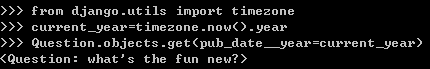 >>> from django.utils import timezone
>>> current_year=timezone.now().year
>>> Question.objects.get(pub_date__year=current_year)
<Question: what's the fun new?>